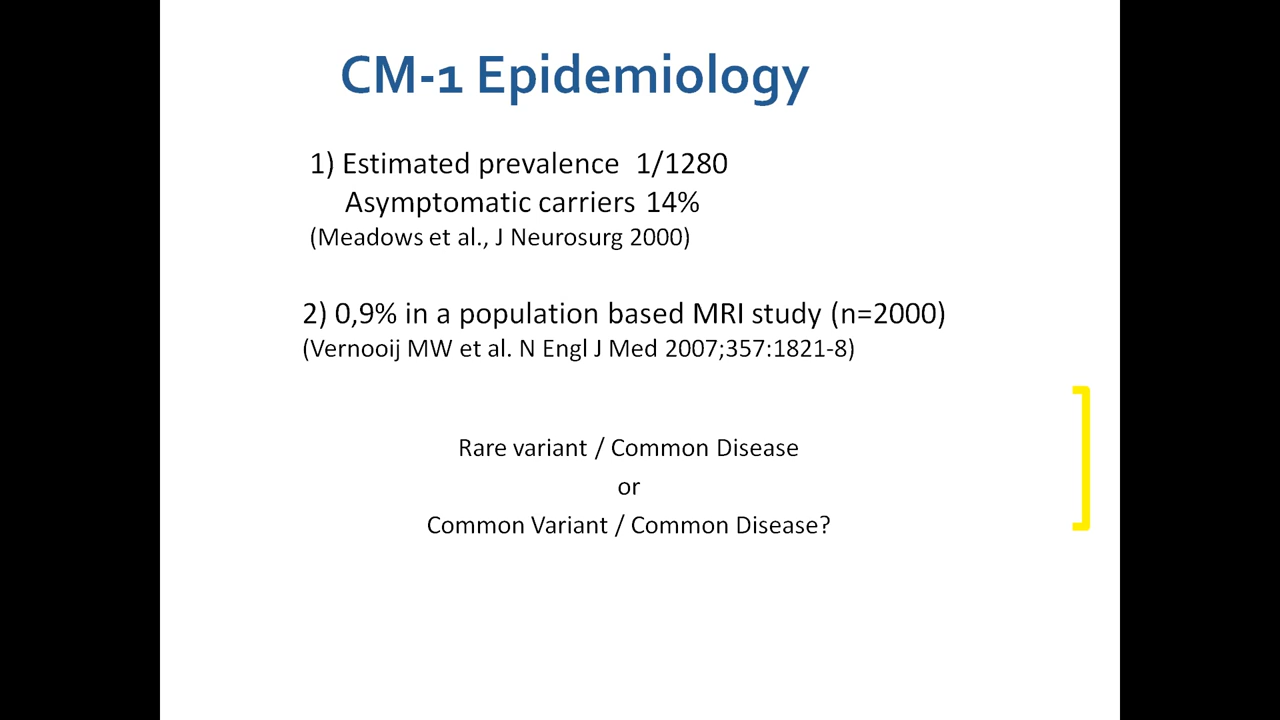 CM-1 Epidemiology
1) Estimated prevalence 1/1280
Asymptomatic carriers 14%
(Meadows et al., J Neurosurg 2000)
2) 0,9% in a population based MRI study (n=2000)
(Vernooij MW et al. N Engl J Med 2007;357:1821-8)
Rare variant / Common Disease
or
Common Variant / Common Disease?